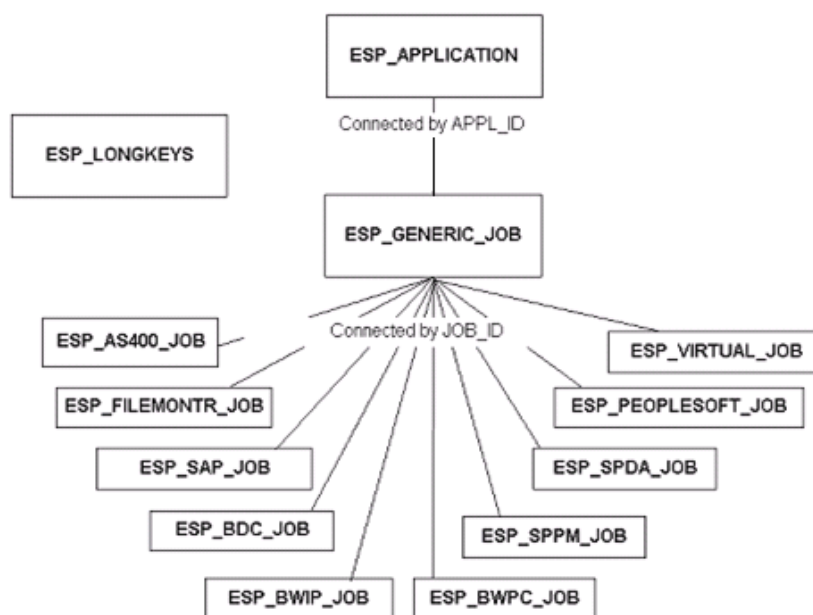 ESP_APPLICATION
Connected by APPL_ID
ESP_LONGKEYS
ESP_GENERIC_JOB
Connected by JOB_ID
ESP_AS400_JOB
ESP_VIRTUAL_JOB
ESP_FILEMONTR_JOB
ESP_PEOPLESOFT_JOB
ESP_SAP_JOB
ESP_SPDA_JOB
ESP_BDC_JOB
ESP_SPPM_JOB
ESP_BWIP_JOB
ESP_BWPC_JOB